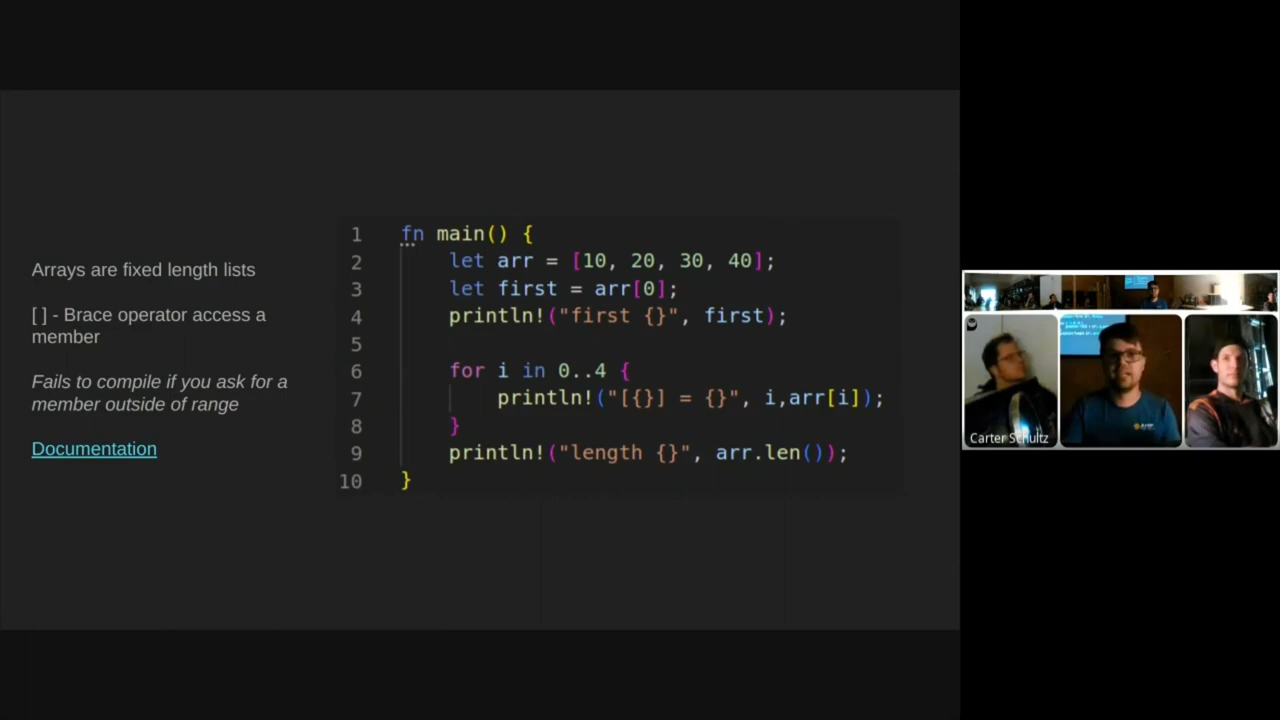 Arrays are fixed length lists
[ ] - Brace operator access a
member
Fails to compile if you ask for a
member outside of range
Documentation
1 fn main() {
2 let arr = [10, 20, 30, 40];
3 let first = arr[0];
4 println!("first {}", first);
5
6 for i in 0..4 {
7 println!("[{}] = {}", i,arr[i]);
8 }
9 println!("length {}", arr.len());
10 }
Carter Schultz